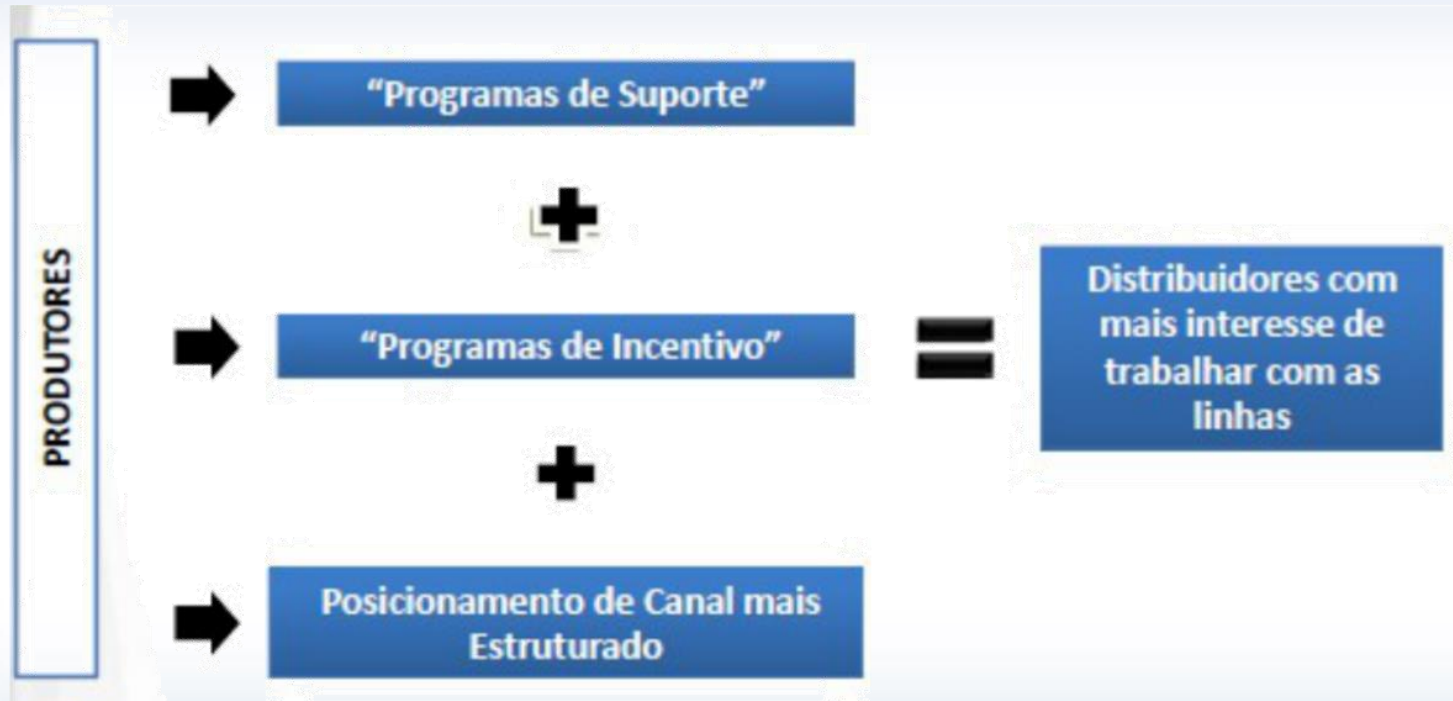 PRODUTORES
“Programas de Suporte”
“Programas de Incentivo”
Posicionamento de Canal mais
Estruturado
Distribuidores com
mais interesse de
trabalhar com as
linhas